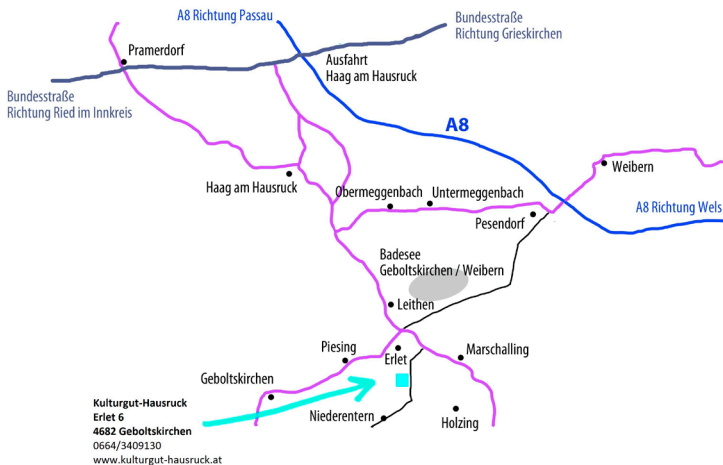 A8 Richtung Passau
Bundesstraße
Richtung Grieskirchen
Pramerdorf
Ausfahrt
Haag am Hausruck
Bundesstraße
Richtung Ried im Innkreis
A8
Weibern
Haag am Hausruck
Obermeggenbach
Untermeggenbach
Pesendorf
A8 Richtung Wels
Badesee
Geboltskirchen / Weibern
Leithen
Piesing
Erlet
Marschalling
Geboltskirchen
Kulturgut-Hausruck
Erlet 6
4682 Geboltskirchen
0664/3409130
www.kulturgut-hausruck.at
Niederentern
Holzing